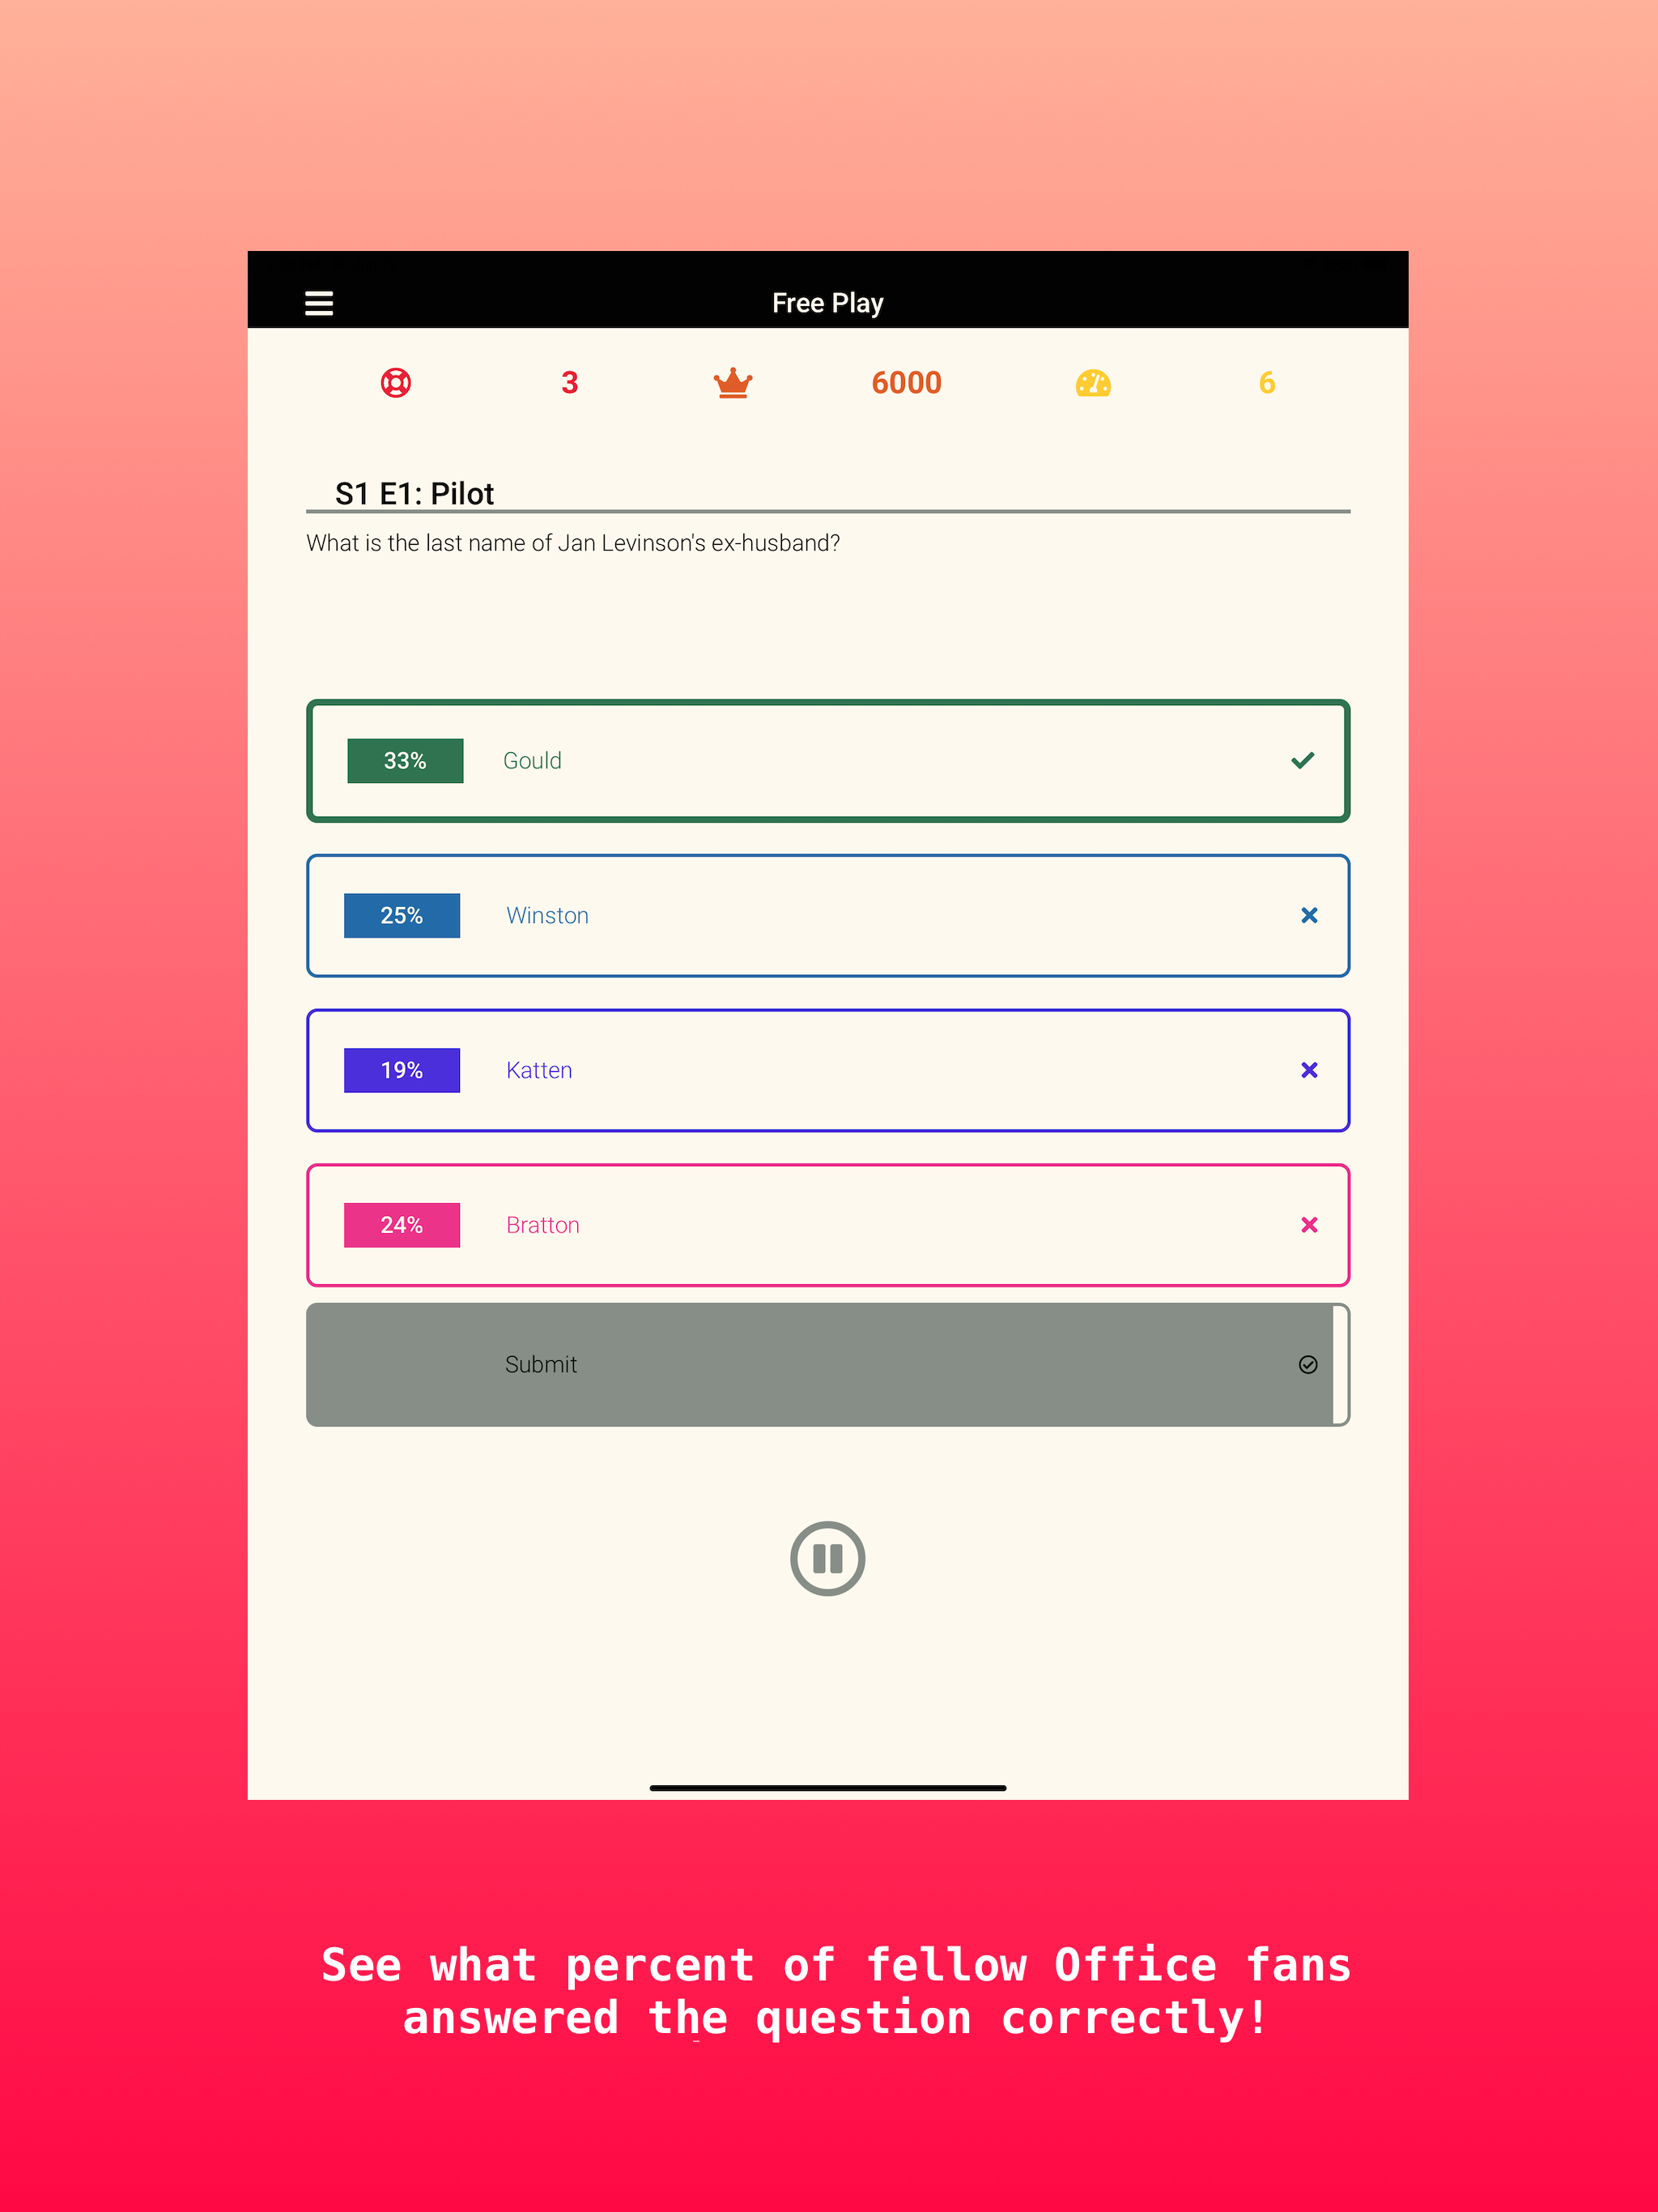 Free Play
3 6000 6
S1 E1: Pilot
What is the last name of Jan Levinson's ex-husband?
33% Gould
25% Winston
19% Katten
24% Bratton
Submit
See what percent of fellow Office fans
answered the question correctly!